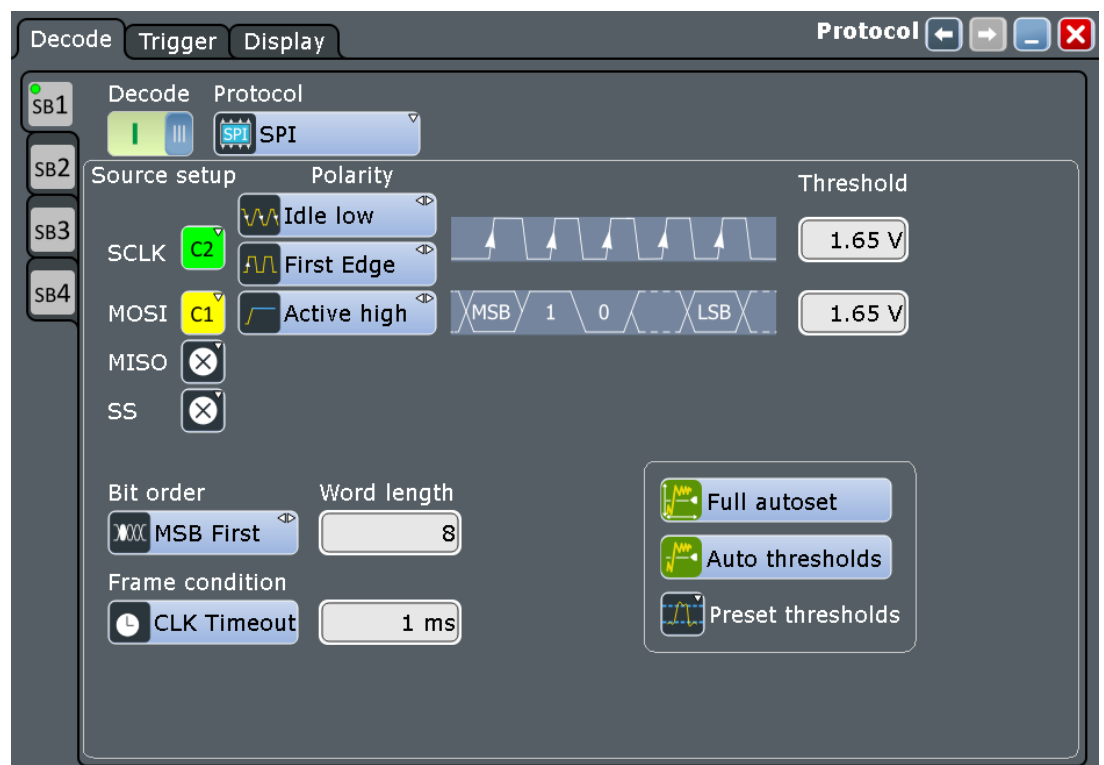 Decode Trigger Display Protocol
SB1 Decode Protocol
I III SPI SPI
SB2 Source setup Polarity Threshold
Idle low
SB3 SCLK C2 1.65 V
First Edge
SB4 MOSI C1 Active high MSB 1 0 LSB 1.65 V
MISO
SS
Bit order Word length
MSB First 8
Full autoset
Auto thresholds
Frame condition
CLK Timeout 1 ms
Preset thresholds